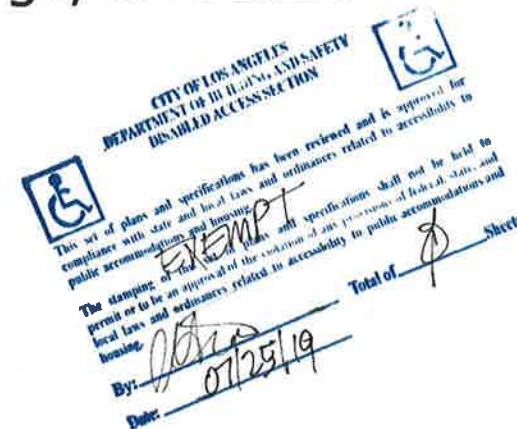 CITY OF LOS ANGELES
DEPARTMENT OF BUILDING AND SAFETY
DISABLED ACCESS SECTION
This set of plans and specifications has been reviewed and is approved for
compliance with state and local laws and ordinances related to accessibility to
public accommodations and housing.
EXEMPT
The stamping of the plans and specifications shall not be held to
permit or to be an approval of the violation of any provisions of federal, state and
local laws and ordinances related to accessibility to public accommodations and
housing.
Total of Sheets
By:
Date: 07/25/19